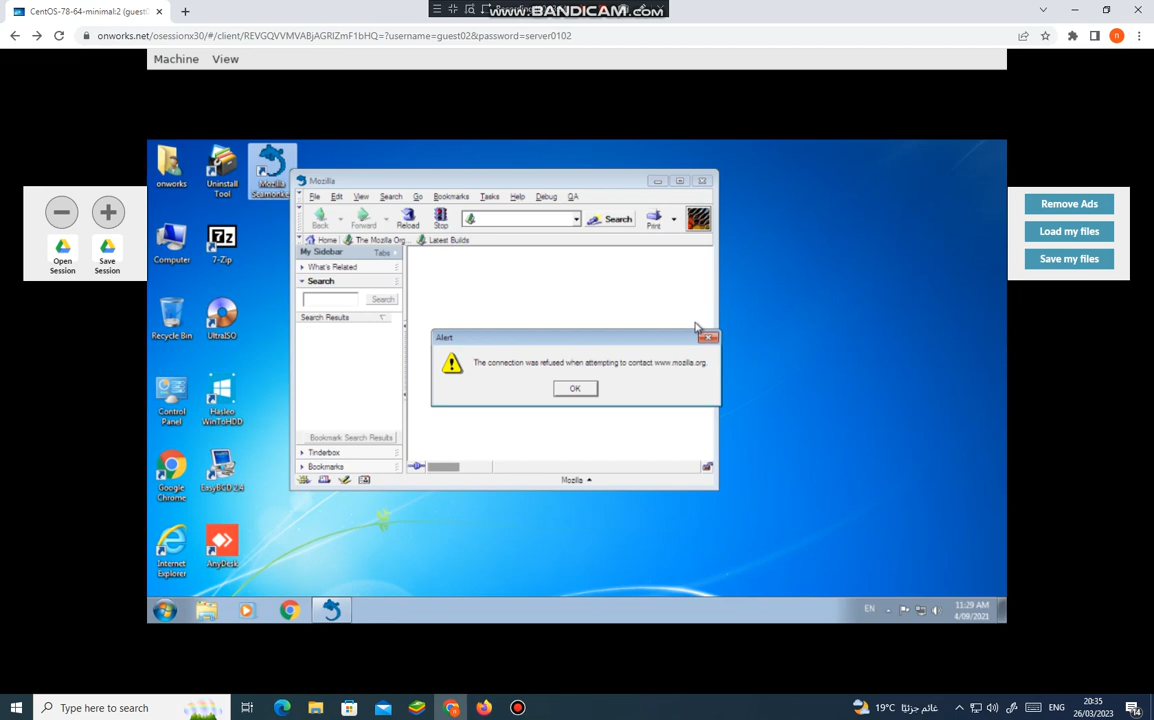 CentOS-78-64-minimal:2 (guest0
www.BANDICAM.com
onworks.net/osessionx30/#/client/REVGQVVMVABjAGRIZmF1bHQ=?username=guest02&password=server0102
Machine View
onworks
Uninstall Tool
Mozilla Seamonke
Computer
7-Zip
Recycle Bin
UltraISO
Control Panel
Hasleo WinToHDD
Google Chrome
EasyBCD 2.4
Internet Explorer
AnyDesk
Open Session
Save Session
Remove Ads
Load my files
Save my files
Mozilla
File Edit View Search Go Bookmarks Tasks Help Debug QA
Back Forward Reload Stop Search Print
Home The Mozilla Org... Latest Builds
My Sidebar Tabs
What's Related
Search
Search
Search Results
Bookmark Search Results
Tinderbox
Bookmarks
Mozilla
Alert
The connection was refused when attempting to contact www.mozilla.org.
OK
EN
11:29 AM
4/09/2021
Type here to search
19°C غائم جزئيًا
ENG
20:35
26/03/2023
14